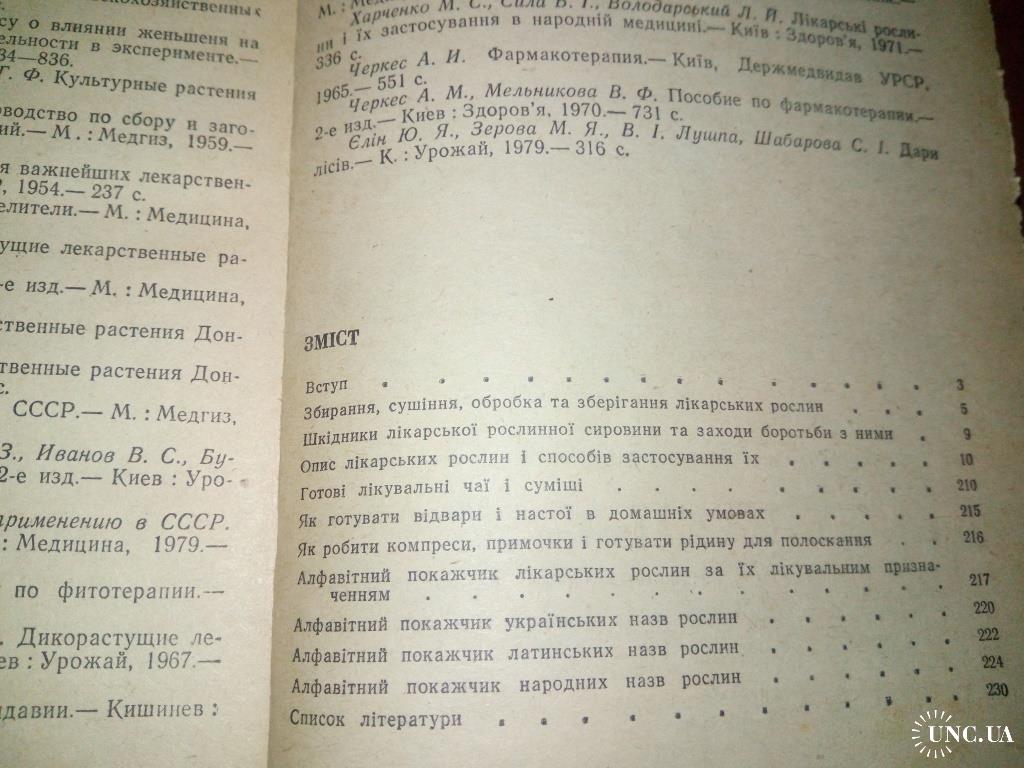 су о влиянии женьшеня на
ельности в эксперименте.—
34—836.
Г. Ф. Культурные растения
оводство по сбору и заго-
ий.— М. : Медгиз, 1959.—
я важнейших лекарствен-
Р, 1954.— 237 с.
елители.— М. : Медицина,
ущие лекарственные ра-
-е изд.— М. : Медицина,
ственные растения Дон-
твенные растения Дон-
с.
СССР.— М. : Медгиз,
З., Иванов В. С., Бу-
2-е изд.— Киев : Уро-
применению в СССР.
: Медицина, 1979.—
по фитотерапии.—
. Дикорастущие ле-
ев : Урожай, 1967.—
давии.— Кишинев :
Харченко М. С., Сила В. І., Володарський Л. Й. Лікарські росли-
ни і їх застосування в народній медицині.— Київ : Здоров'я, 1971.—
336 с.
Черкес А. И. Фармакотерапия.— Київ, Держмедвидав УРСР,
1965.— 551 с.
Черкес А. М., Мельникова В. Ф. Пособие по фармакотерапии.—
2-е изд.— Киев : Здоров'я, 1970.— 731 с.
Єлін Ю. Я., Зерова М. Я., В. І. Лушпа, Шабарова С. І. Дари
лісів.— К. : Урожай, 1979.— 316 с.
ЗМІСТ
Вступ . . . . . . . . . . . . . . . 3
Збирання, сушіння, обробка та зберігання лікарських рослин . . . . 5
Шкідники лікарської рослинної сировини та заходи боротьби з ними . 9
Опис лікарських рослин і способів застосування їх . . . . . . 10
Готові лікувальні чаї і суміші . . . . . . . . . . 210
Як готувати відвари і настої в домашніх умовах . . . . . 215
Як робити компреси, примочки і готувати рідину для полоскання . . 216
Алфавітний покажчик лікарських рослин за їх лікувальним призна-
ченням . . . . . . . . . . . . . . 217
Алфавітний покажчик українських назв рослин . . . . . . 220
Алфавітний покажчик латинських назв рослин . . . . . . 222
Алфавітний покажчик народних назв рослин . . . . . . 224
Список літератури . . . . . . . . . . . . 230
UNC.UA